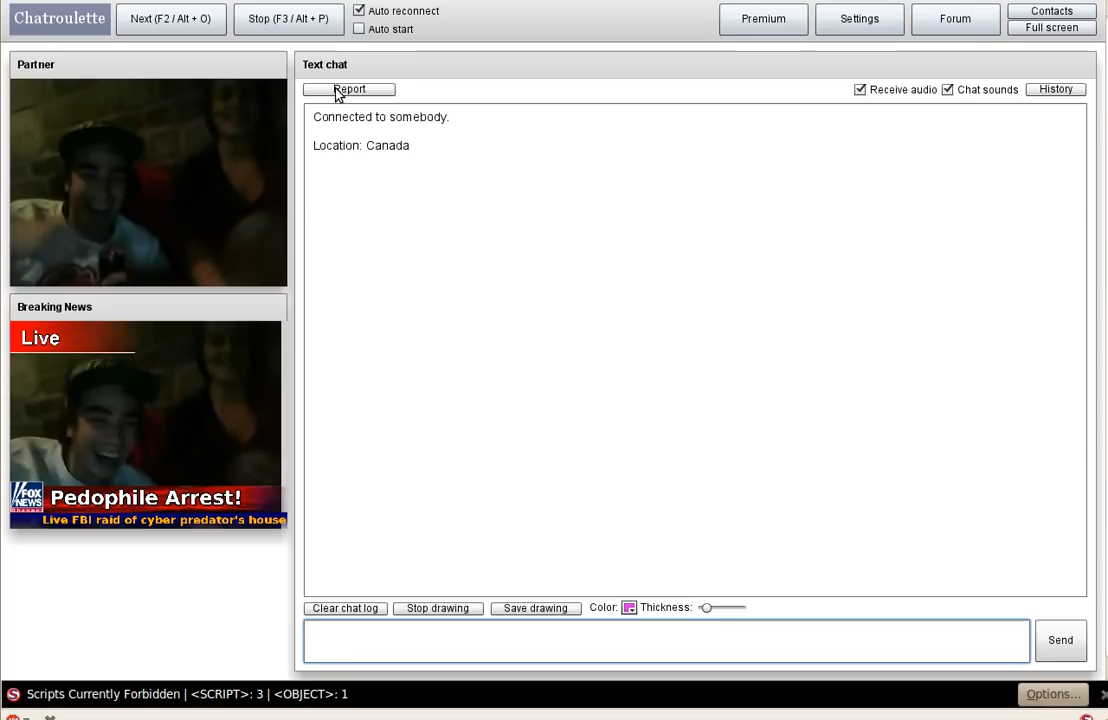 Chatroulette
Next (F2 / Alt + O)
Stop (F3 / Alt + P)
Auto reconnect
Auto start
Premium
Settings
Forum
Contacts
Full screen
Partner
Text chat
Report
Receive audio
Chat sounds
History
Connected to somebody.
Location: Canada
Breaking News
Live
FOX
NEWS
Channel
Pedophile Arrest!
Live FBI raid of cyber predator's house
Clear chat log
Stop drawing
Save drawing
Color:
Thickness:
Send
Scripts Currently Forbidden | <SCRIPT>: 3 | <OBJECT>: 1
Options...